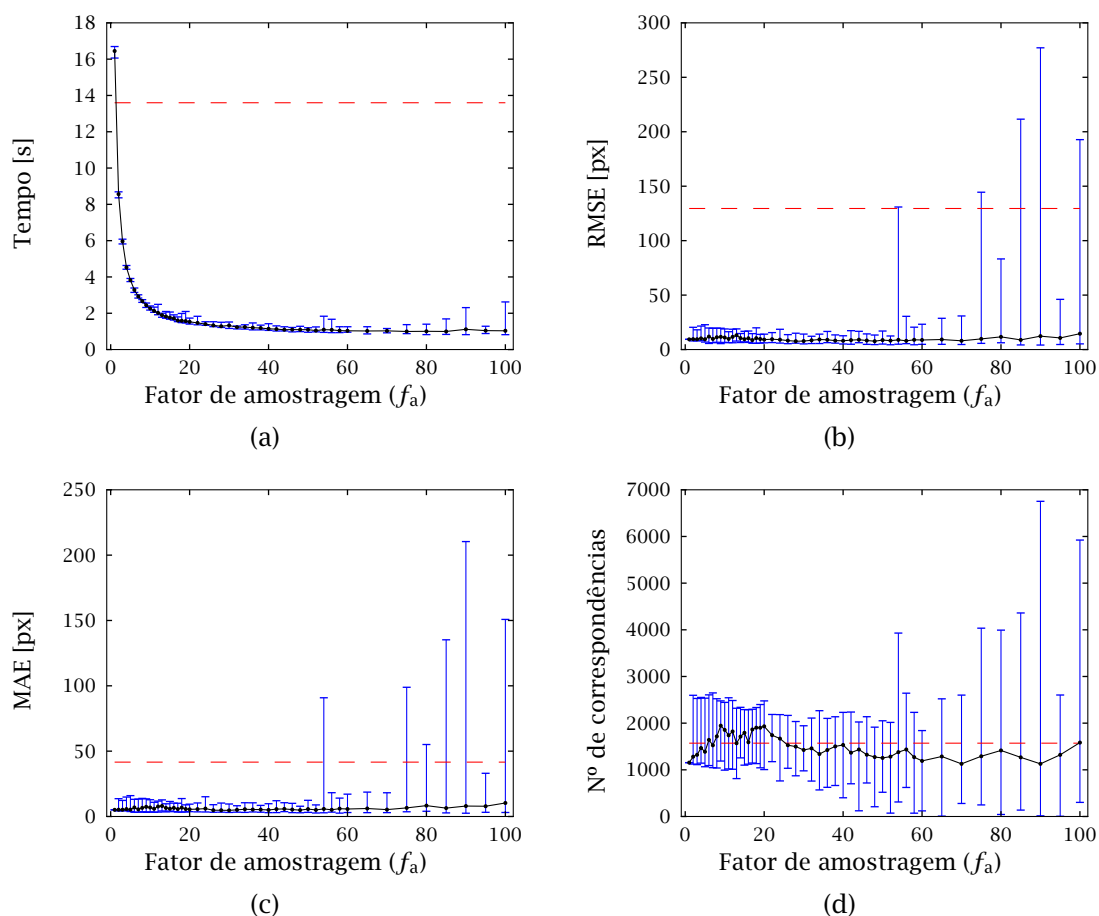 Tempo [s]
18
16
14
12
10
8
6
4
2
0
0 20 40 60 80 100
Fator de amostragem (fa)
(a)
RMSE [px]
300
250
200
150
100
50
0
0 20 40 60 80 100
Fator de amostragem (fa)
(b)
MAE [px]
250
200
150
100
50
0
0 20 40 60 80 100
Fator de amostragem (fa)
(c)
Nº de correspondências
7000
6000
5000
4000
3000
2000
1000
0
0 20 40 60 80 100
Fator de amostragem (fa)
(d)